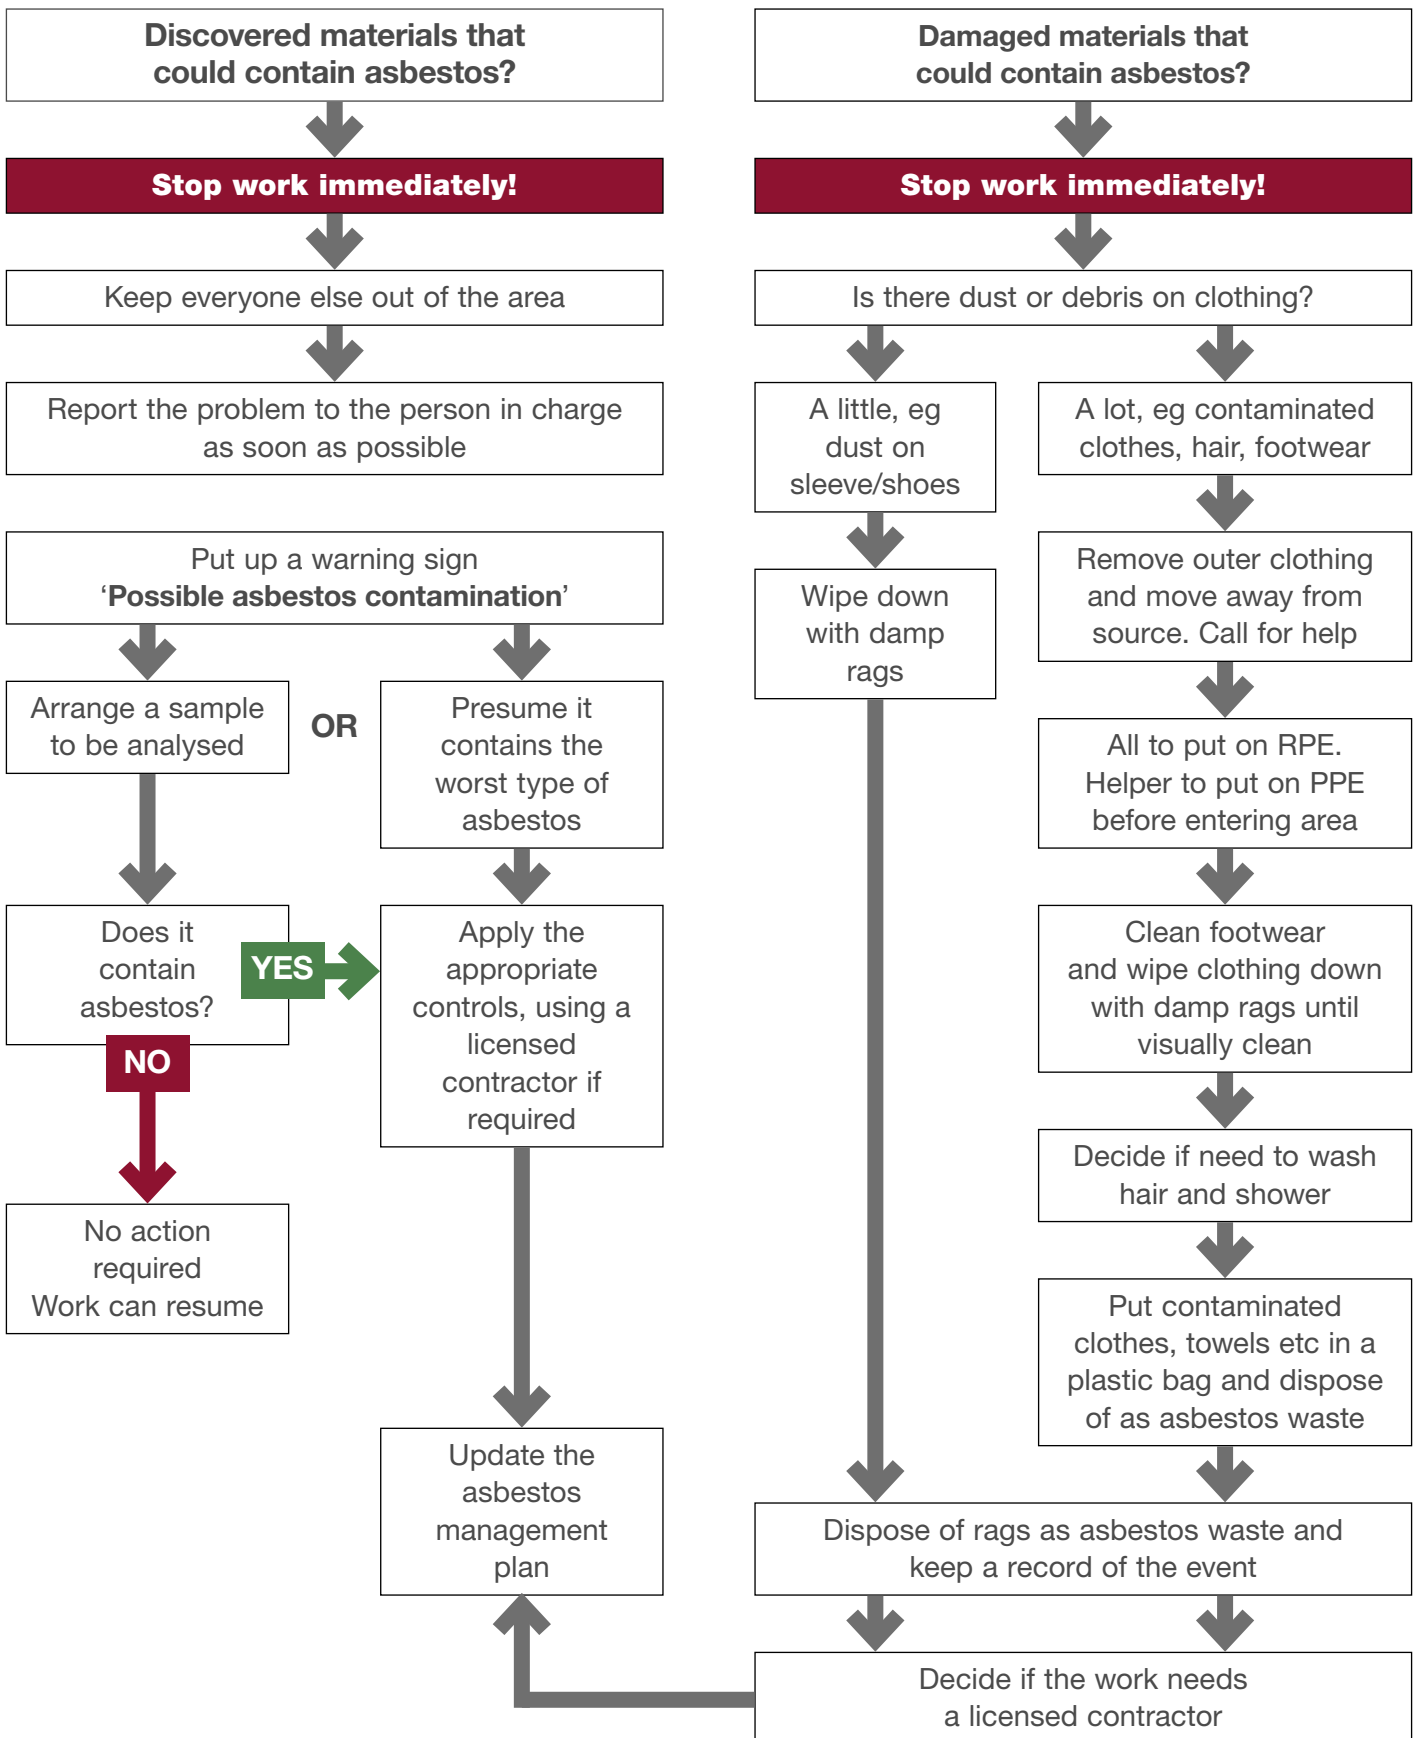 Discovered materials that
could contain asbestos?
Stop work immediately!
Keep everyone else out of the area
Report the problem to the person in charge
as soon as possible
Put up a warning sign
‘Possible asbestos contamination’
Arrange a sample
to be analysed
OR
Presume it
contains the
worst type of
asbestos
Does it
contain
asbestos?
YES
NO
Apply the
appropriate
controls, using a
licensed
contractor if
required
No action
required
Work can resume
Update the
asbestos
management
plan
Damaged materials that
could contain asbestos?
Stop work immediately!
Is there dust or debris on clothing?
A little, eg
dust on
sleeve/shoes
Wipe down
with damp
rags
A lot, eg contaminated
clothes, hair, footwear
Remove outer clothing
and move away from
source. Call for help
All to put on RPE.
Helper to put on PPE
before entering area
Clean footwear
and wipe clothing down
with damp rags until
visually clean
Decide if need to wash
hair and shower
Put contaminated
clothes, towels etc in a
plastic bag and dispose
of as asbestos waste
Dispose of rags as asbestos waste and
keep a record of the event
Decide if the work needs
a licensed contractor